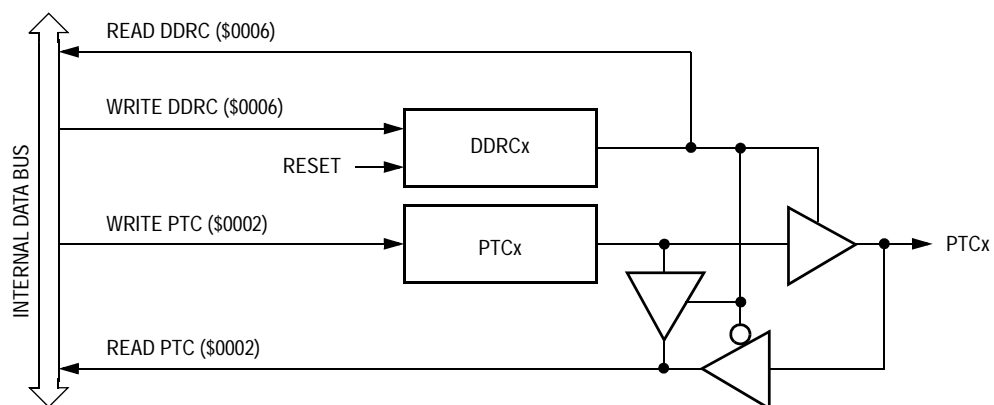 READ DDRC ($0006)
WRITE DDRC ($0006)
DDRCx
RESET
INTERNAL DATA BUS
WRITE PTC ($0002)
PTCx
PTCx
READ PTC ($0002)